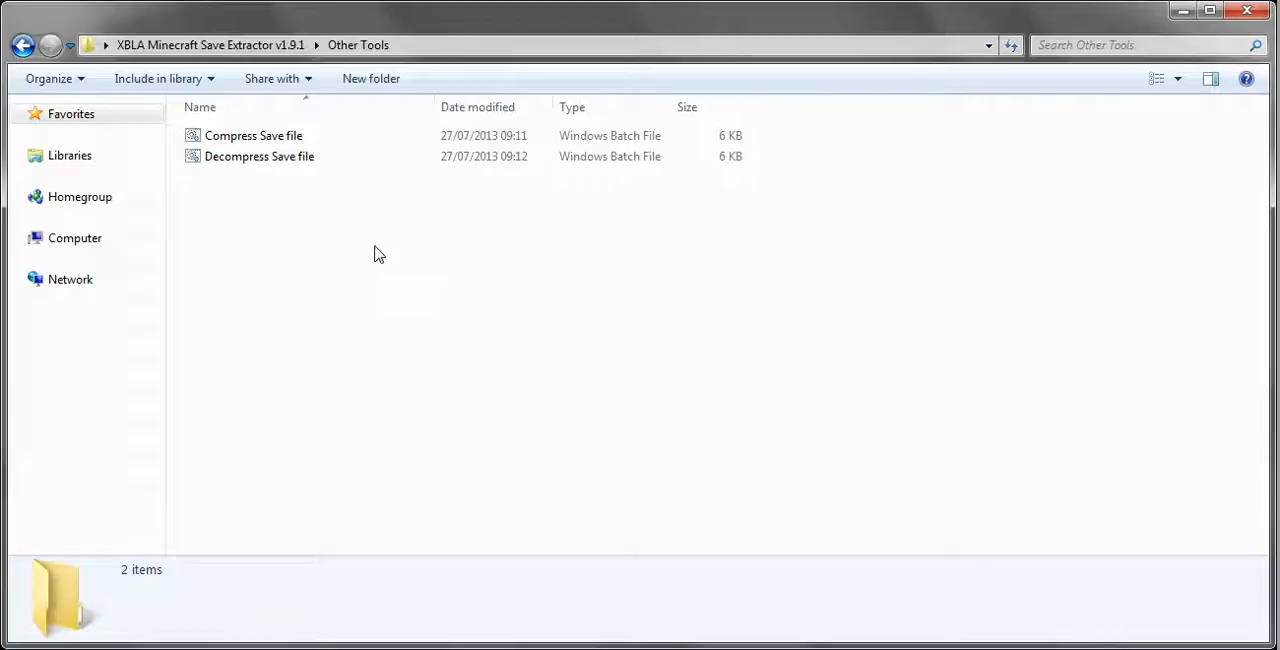 XBLA Minecraft Save Extractor v1.9.1 Other Tools Search Other Tools
Organize Include in library Share with New folder
Name Date modified Type Size
Favorites
Compress Save file 27/07/2013 09:11 Windows Batch File 6 KB
Decompress Save file 27/07/2013 09:12 Windows Batch File 6 KB
Libraries
Homegroup
Computer
Network
2 items